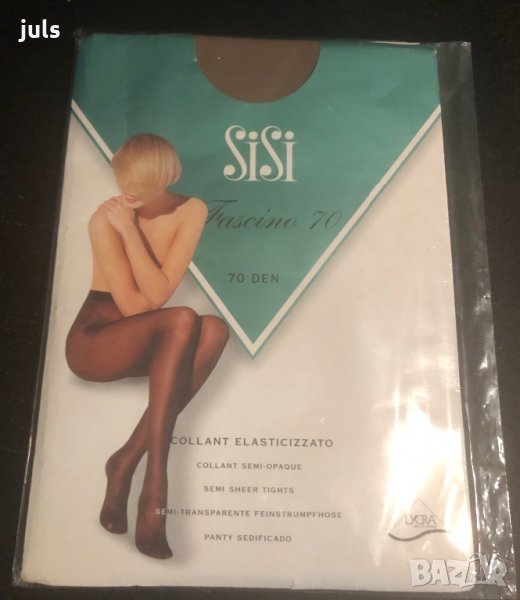 juls
SiSi
Fascino 70
70 DEN
COLLANT ELASTICIZZATO
COLLANT SEMI-OPAQUE
SEMI SHEER TIGHTS
SEMI-TRANSPARENTE FEINSTRUMPFHOSE
PANTY SEDIFICADO
LYCRA
BAZAR